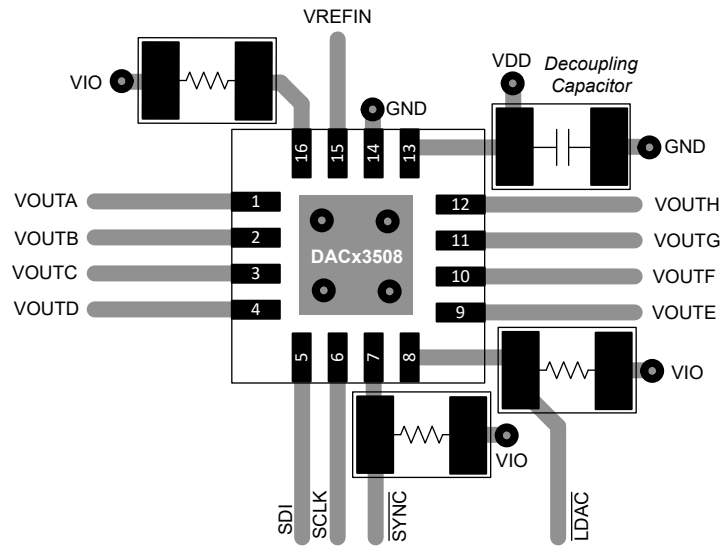 VREFIN
VIO
GND
VDD
Decoupling
Capacitor
GND
16
15
14
13
VOUTA
VOUTB
VOUTC
VOUTD
1
2
3
4
DACx3508
12
11
10
9
VOUTH
VOUTG
VOUTF
VOUTE
5
6
7
8
VIO
VIO
SDI
SCLK
SYNC
LDAC